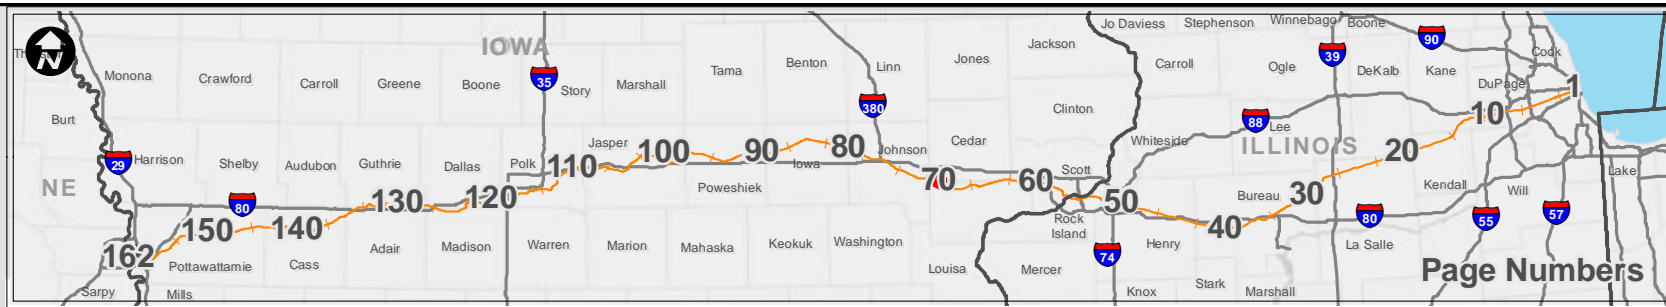 Jo Daviess
Stephenson
Winnebago
Boone
IOWA
N
90
Monona
Crawford
Carroll
Greene
Boone
35
Story
Marshall
Tama
Benton
Linn
Jones
Jackson
Carroll
Ogle
39
DeKalb
Kane
Cook
DuPage
1
Burt
380
Clinton
88
Lee
10
Harrison
29
Shelby
Audubon
Guthrie
Dallas
Polk
110
Jasper
100
90
Iowa
80
Johnson
Cedar
Whiteside
ILLINOIS
20
NE
80
130
120
Poweshiek
70
60
Scott
50
Bureau
30
Kendall
Will
Lake
162
150
140
Adair
Madison
Warren
Marion
Mahaska
Keokuk
Washington
Rock
Island
Henry
40
80
55
57
La Salle
Pottawattamie
Cass
Louisa
Mercer
74
Stark
Page Numbers
Sarpy
Mills
Knox
Marshall